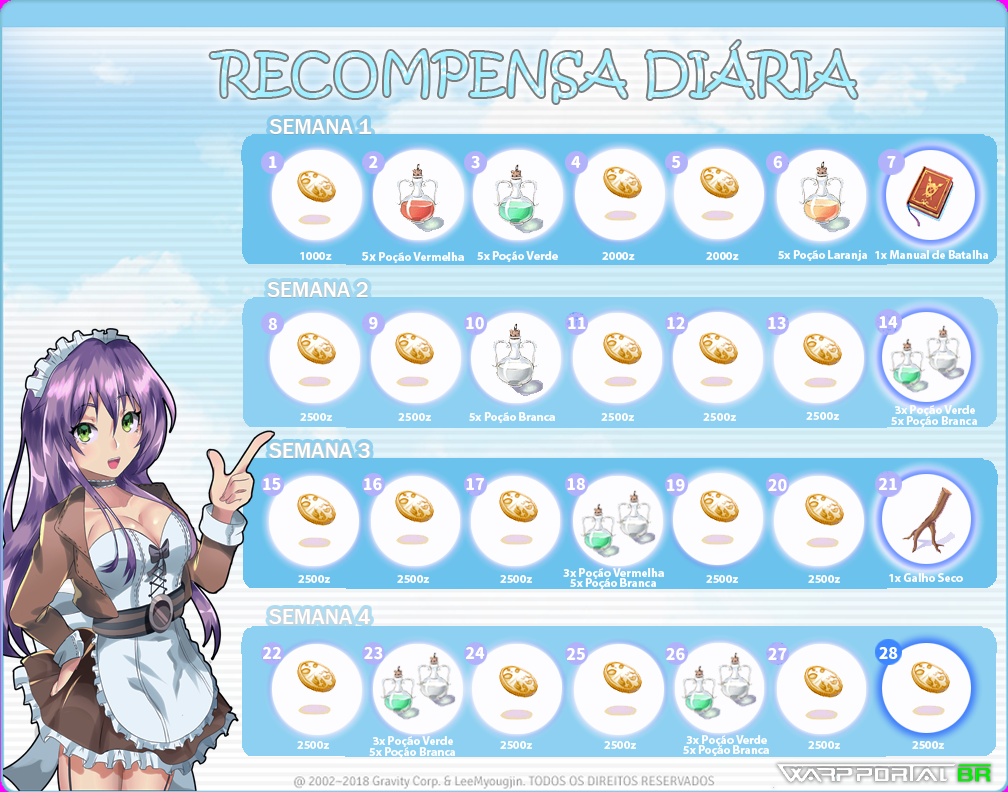 RECOMPENSA DIÁRIA
SEMANA 1
1 2 3 4 5 6 7
1000z 5x Poção Vermelha 5x Poção Verde 2000z 2000z 5x Poção Laranja 1x Manual de Batalha
SEMANA 2
8 9 10 11 12 13 14
2500z 2500z 5x Poção Branca 2500z 2500z 2500z 3x Poção Verde
5x Poção Branca
SEMANA 3
15 16 17 18 19 20 21
2500z 2500z 2500z 3x Poção Vermelha 2500z 2500z 1x Galho Seco
5x Poção Branca
SEMANA 4
22 23 24 25 26 27 28
2500z 3x Poção Verde 2500z 2500z 3x Poção Verde 2500z 2500z
5x Poção Branca 5x Poção Branca
@ 2002~2018 Gravity Corp. & LeeMyougjin. TODOS OS DIREITOS RESERVADOS
WARPPORTAL BR